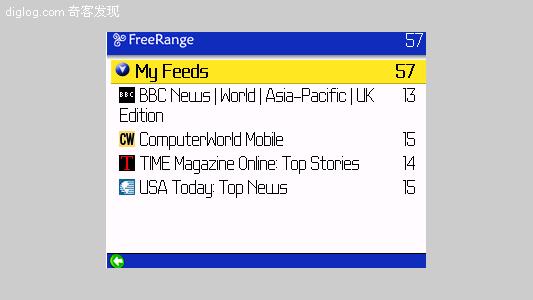 diglog.com 奇客发现
FreeRange 57
My Feeds 57
BBC BBC News | World | Asia-Pacific | UK 13
Edition
CW ComputerWorld Mobile 15
T TIME Magazine Online: Top Stories 14
USA Today: Top News 15